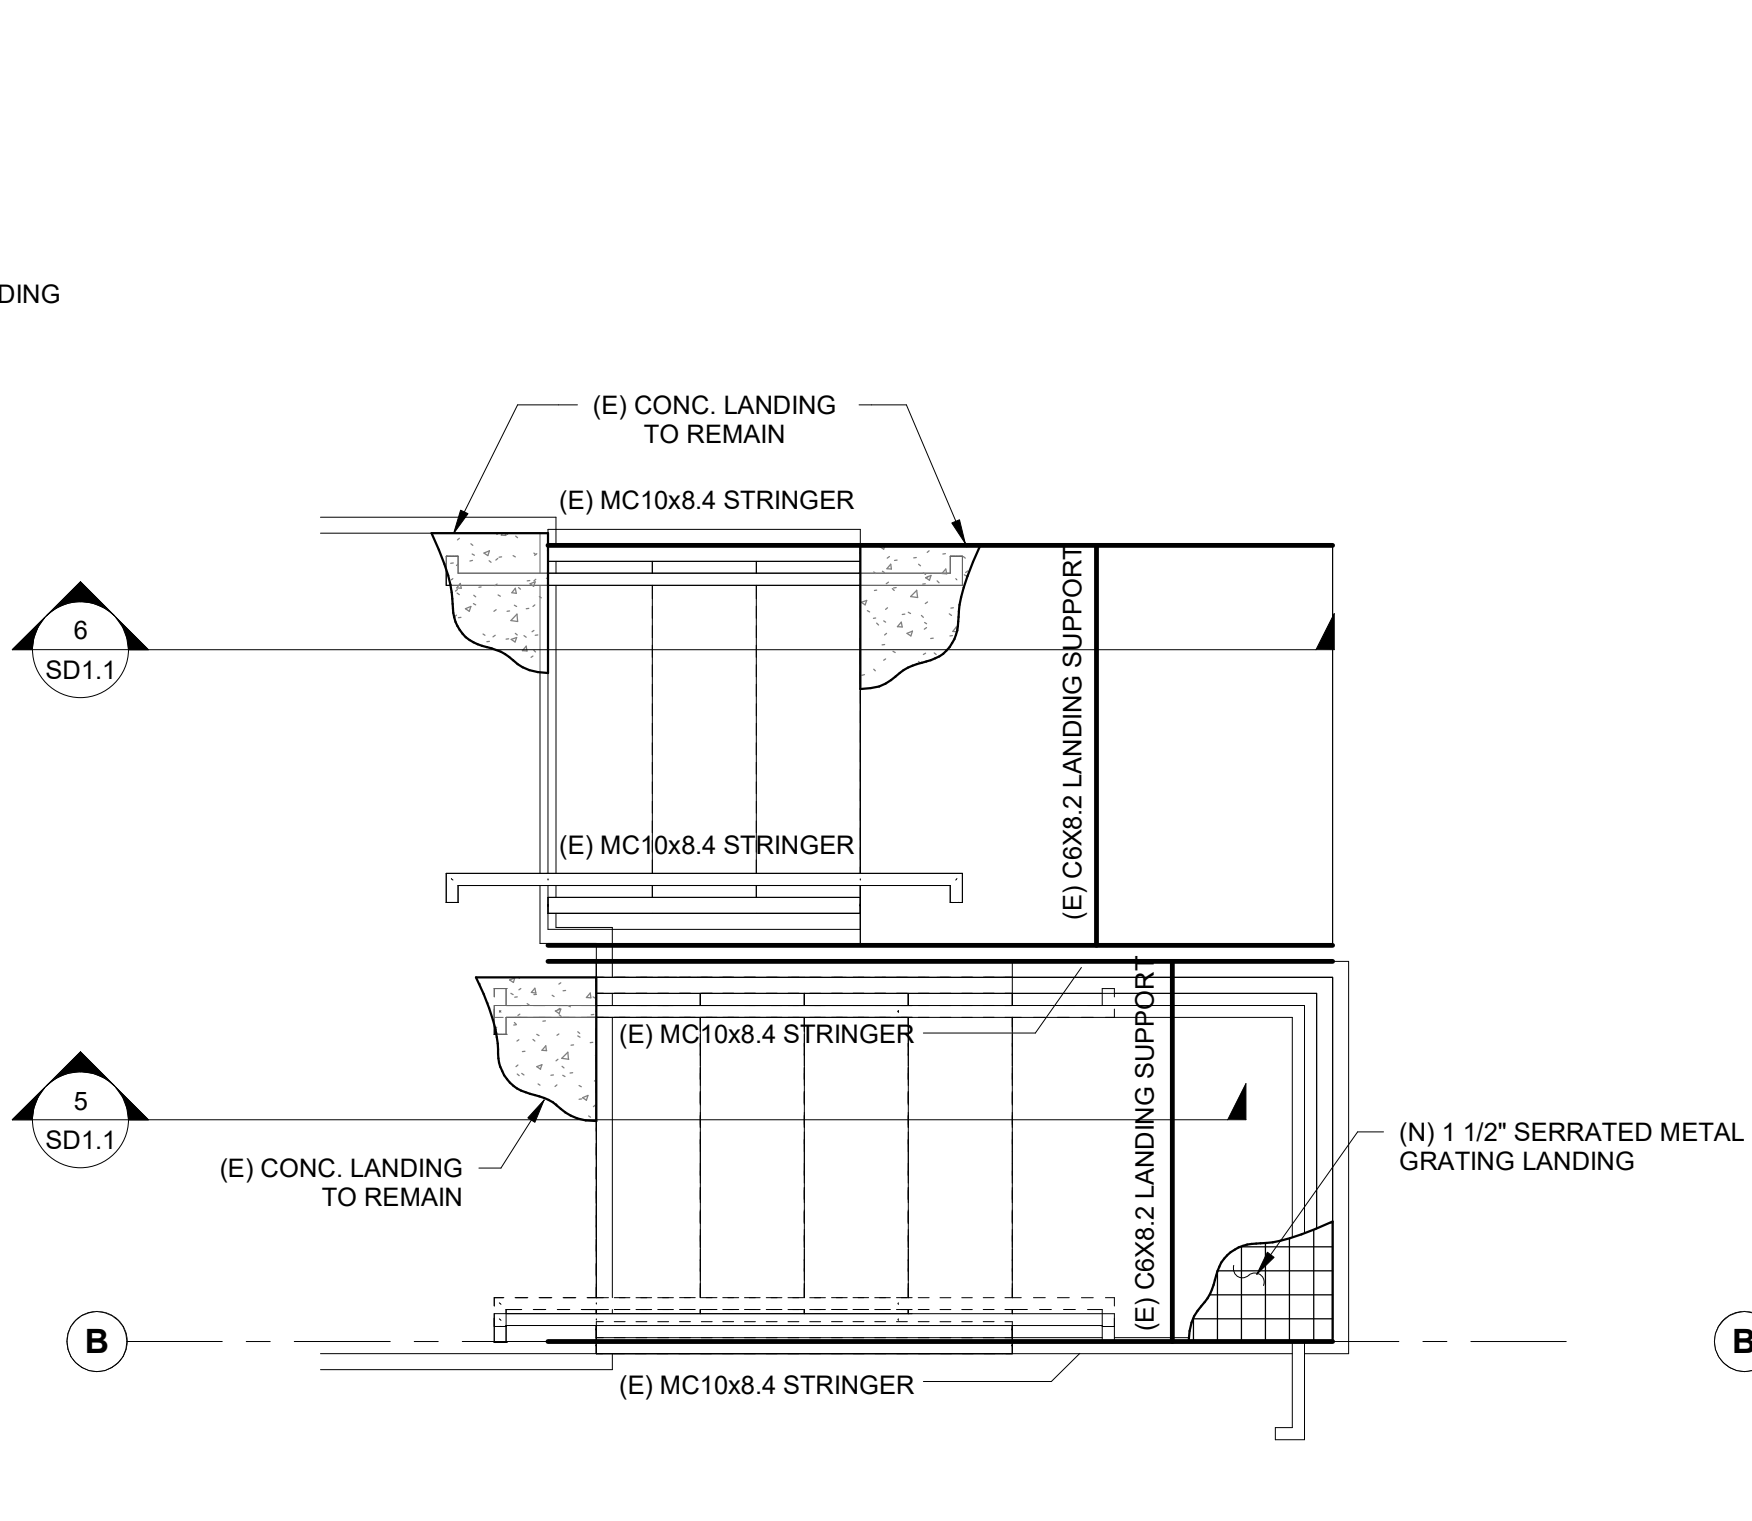 DING
(E) CONC. LANDING
TO REMAIN
(E) MC10x8.4 STRINGER
(E) C6X8.2 LANDING SUPPORT
6
SD1.1
(E) MC10x8.4 STRINGER
(E) MC10x8.4 STRINGER
(E) C6X8.2 LANDING SUPPORT
5
SD1.1
(E) CONC. LANDING
TO REMAIN
(N) 1 1/2" SERRATED METAL
GRATING LANDING
B
B
(E) MC10x8.4 STRINGER